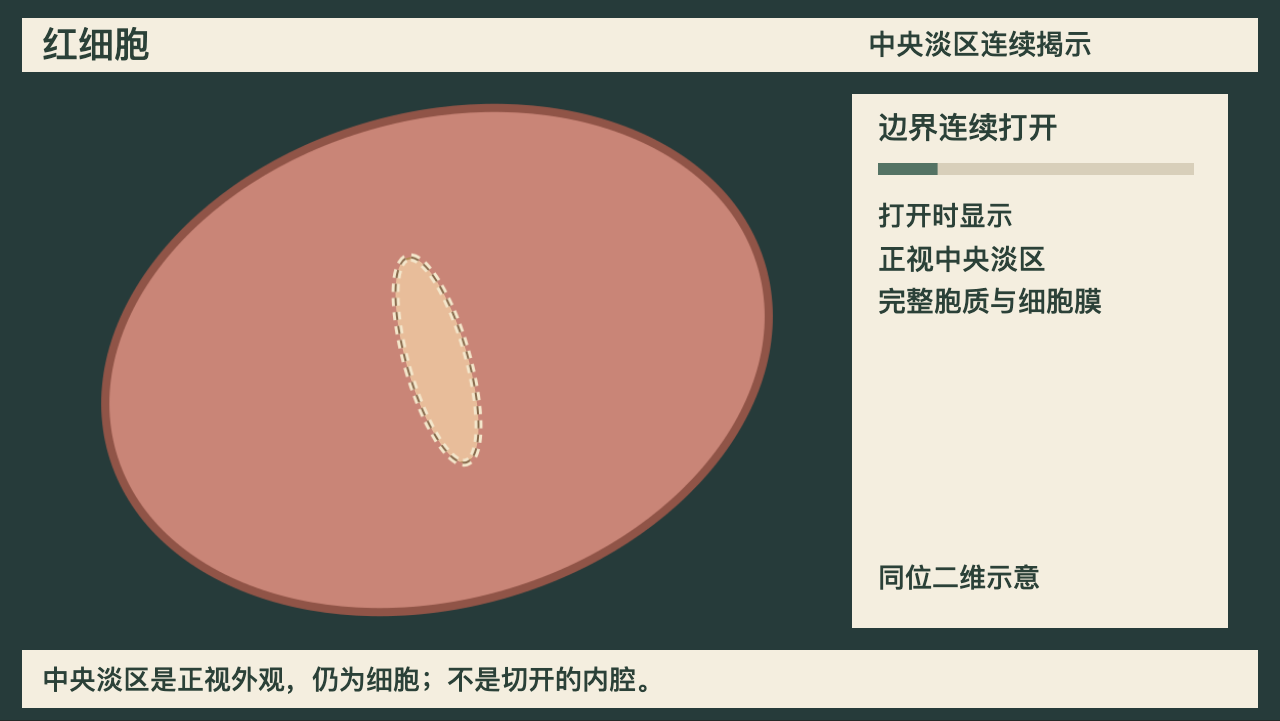 红细胞
中央淡区连续揭示
边界连续打开
打开时显示
正视中央淡区
完整胞质与细胞膜
同位二维示意
中央淡区是正视外观，仍为细胞；不是切开的内腔。